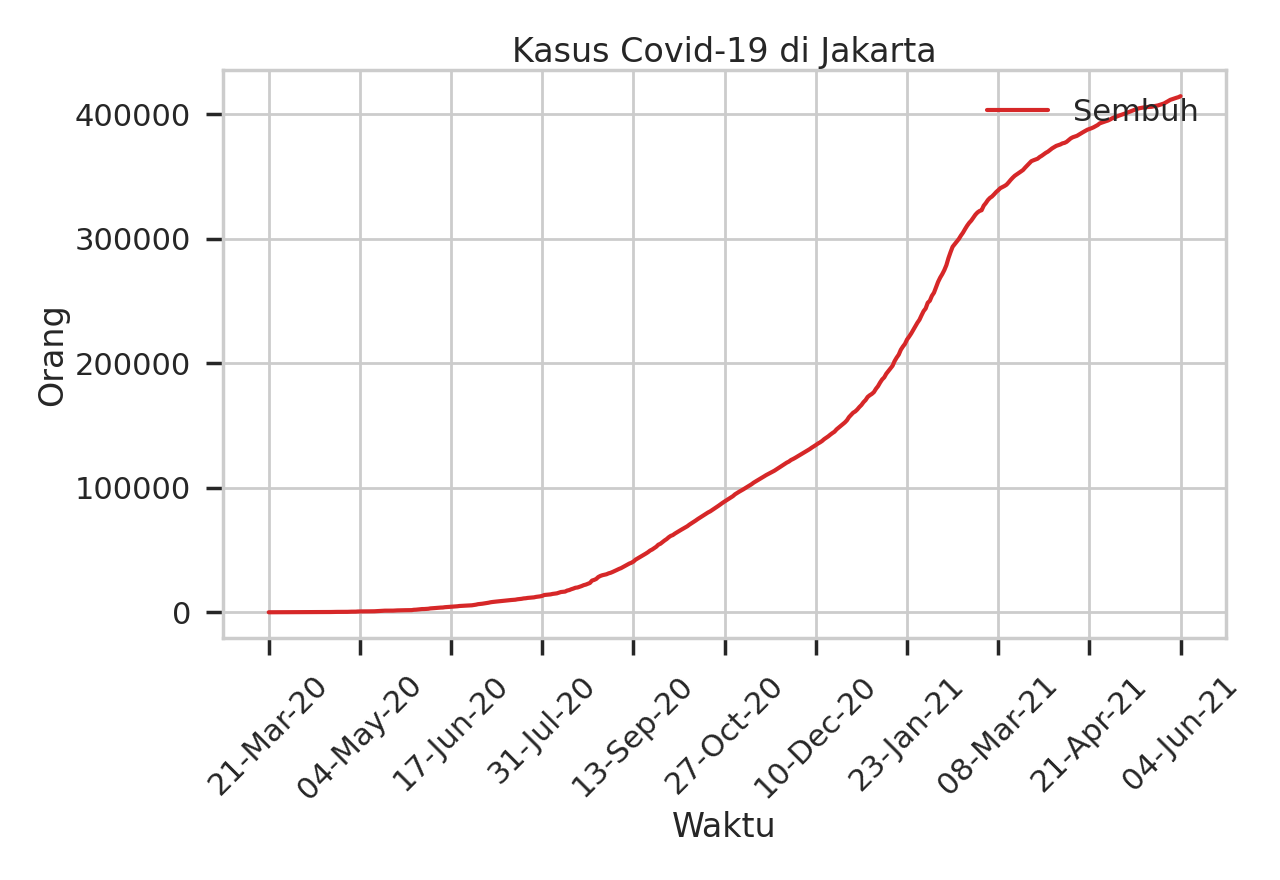 Kasus Covid-19 di Jakarta
Sembuh
Orang
400000
300000
200000
100000
0
21-Mar-20
04-May-20
17-Jun-20
31-Jul-20
13-Sep-20
27-Oct-20
10-Dec-20
23-Jan-21
08-Mar-21
21-Apr-21
04-Jun-21
Waktu